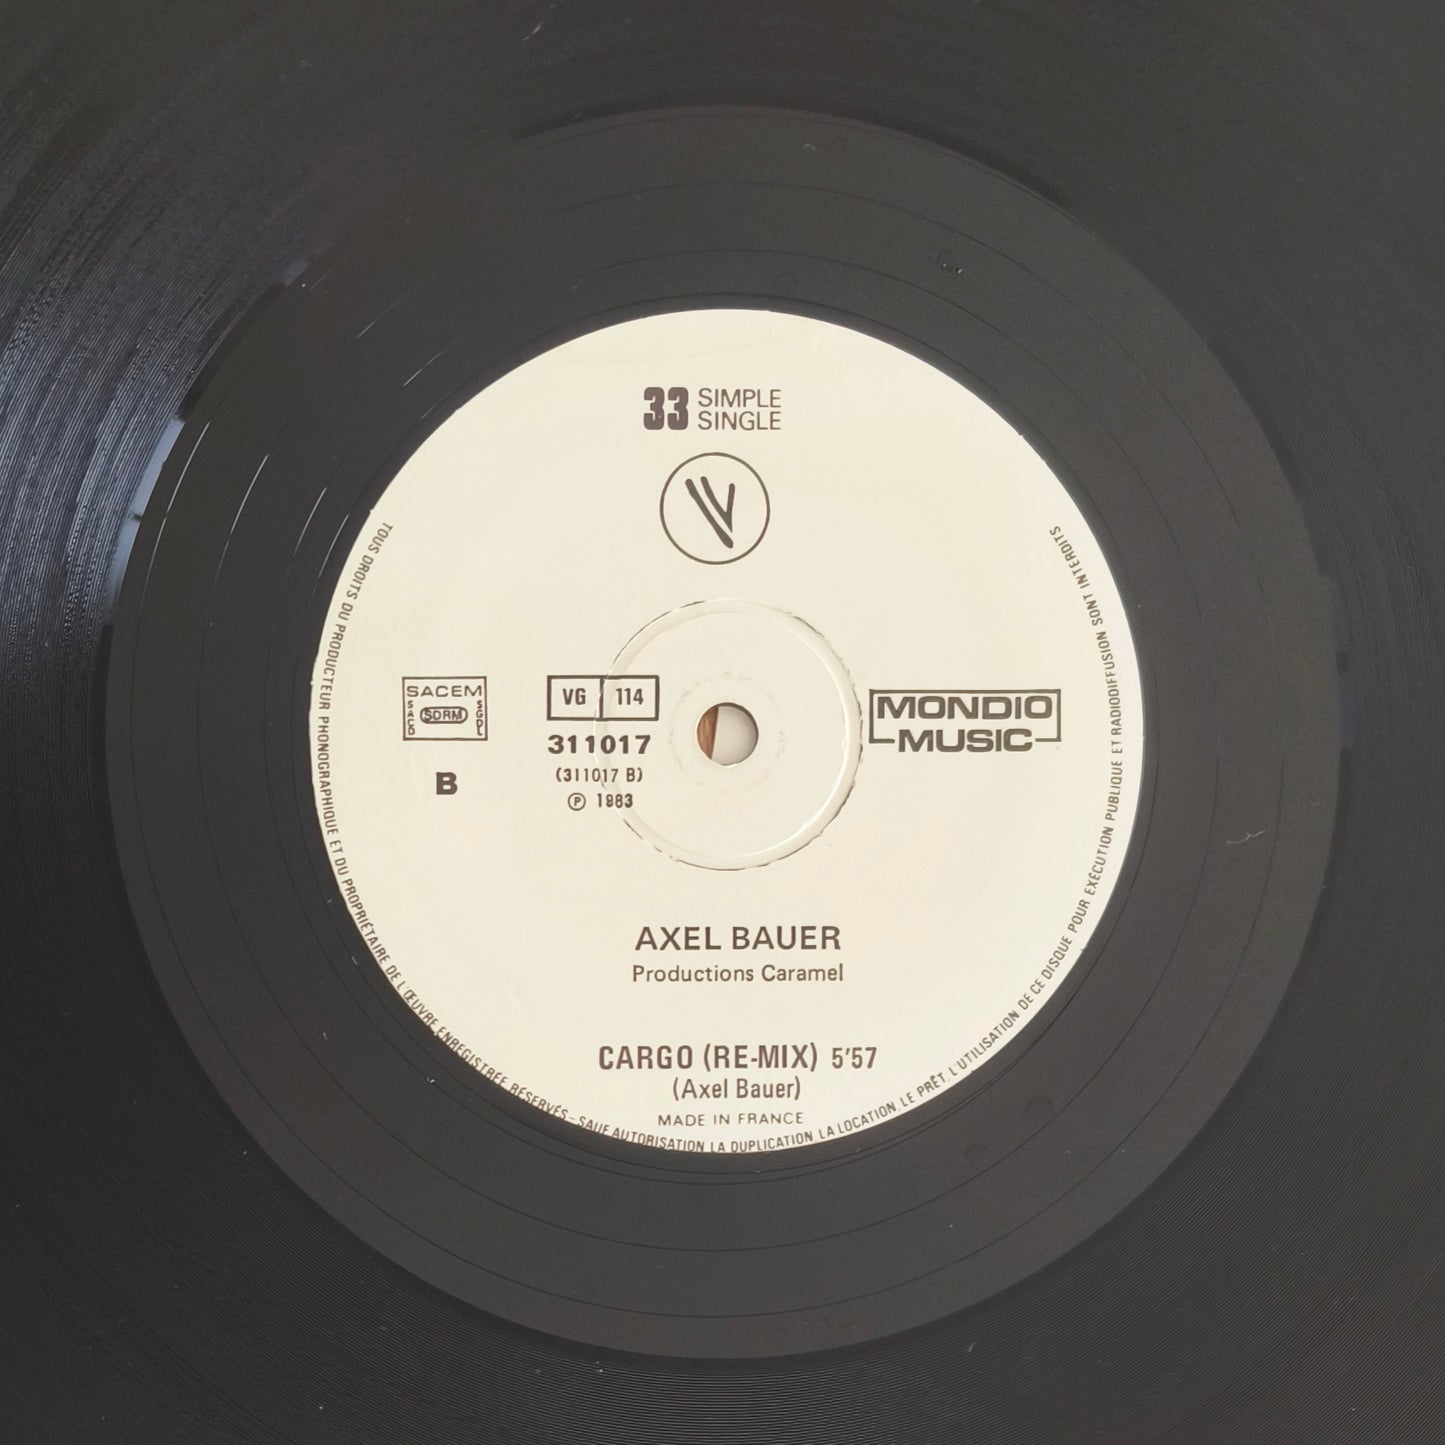 33 SIMPLE
SINGLE
SACEM
SACD SDRM SGDL
B
VG 114
311017
(311017 B)
℗ 1983
MONDIO
MUSIC
AXEL BAUER
Productions Caramel
CARGO (RE-MIX) 5'57
(Axel Bauer)
MADE IN FRANCE
TOUS DROITS DU PRODUCTEUR PHONOGRAPHIQUE ET DU PROPRIÉTAIRE DE L'ŒUVRE ENREGISTRÉE RÉSERVÉS - SAUF AUTORISATION LA DUPLICATION, LA LOCATION, LE PRÊT, L'UTILISATION DE CE DISQUE POUR EXÉCUTION PUBLIQUE ET RADIODIFFUSION SONT INTERDITS